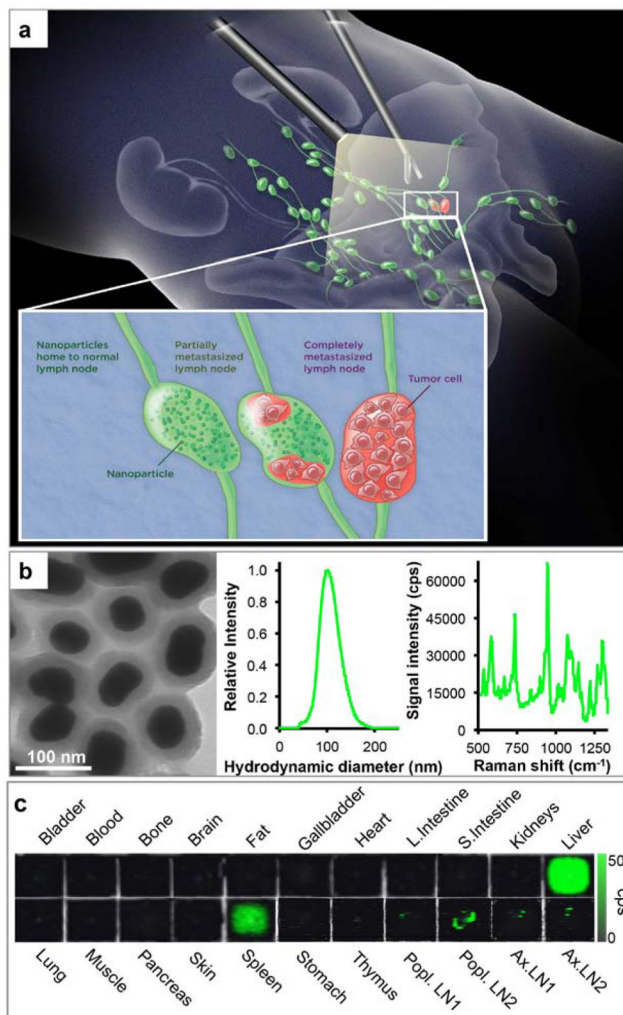 a
Nanoparticles home to normal lymph node
Partially metastasized lymph node
Completely metastasized lymph node
Tumor cell
Nanoparticle
b
100 nm
Relative Intensity
1.0
0.8
0.6
0.4
0.2
0.0
0 100 200
Hydrodynamic diameter (nm)
Signal intensity (cps)
60000
45000
30000
15000
0
500 750 1000 1250
Raman shift (cm-1)
c
Bladder Blood Bone Brain Fat Gallbladder Heart L.Intestine S.Intestine Kidneys Liver
50
cps
0
Lung Muscle Pancreas Skin Spleen Stomach Thymus Popl. LN1 Popl. LN2 Ax.LN1 Ax.LN2